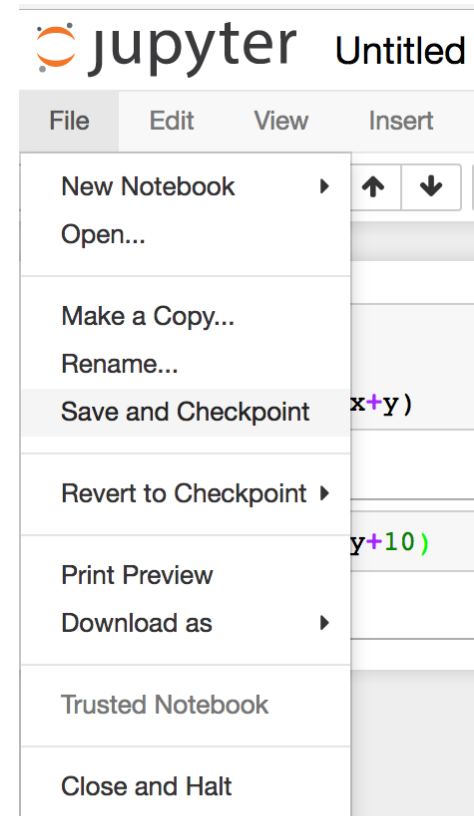 jupyter Untitled
File Edit View Insert
New Notebook
Open...
Make a Copy...
Rename...
Save and Checkpoint
x+y)
Revert to Checkpoint
y+10)
Print Preview
Download as
Trusted Notebook
Close and Halt